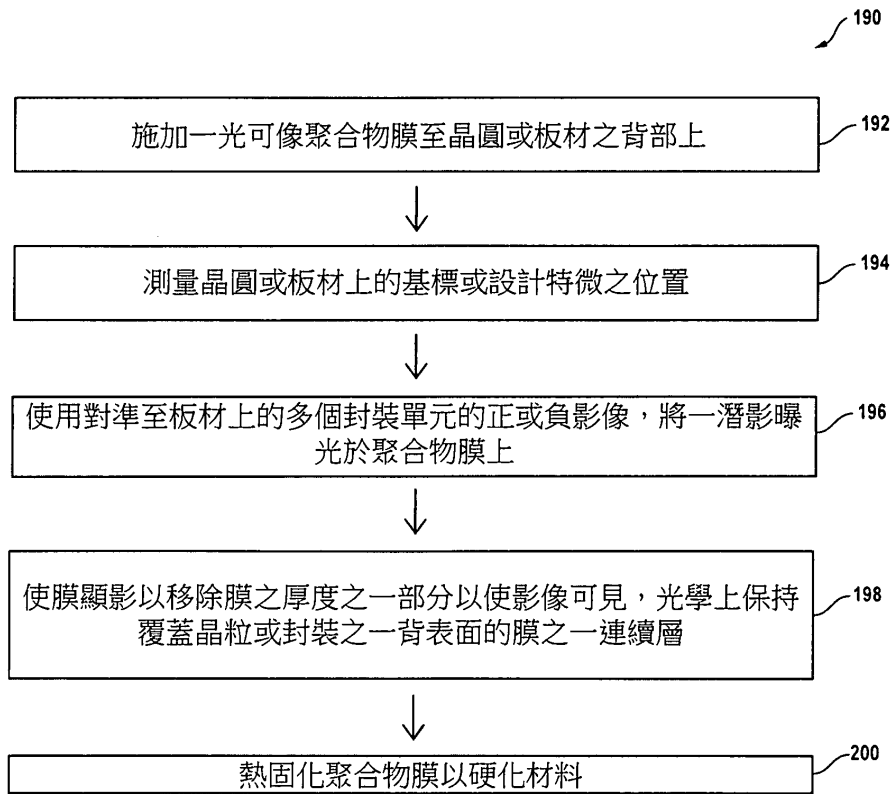 190
施加一光可像聚合物膜至晶圓或板材之背部上
192
測量晶圓或板材上的基標或設計特微之位置
194
使用對準至板材上的多個封裝單元的正或負影像，將一潛影曝
光於聚合物膜上
196
使膜顯影以移除膜之厚度之一部分以使影像可見，光學上保持
覆蓋晶粒或封裝之一背表面的膜之一連續層
198
熱固化聚合物膜以硬化材料
200